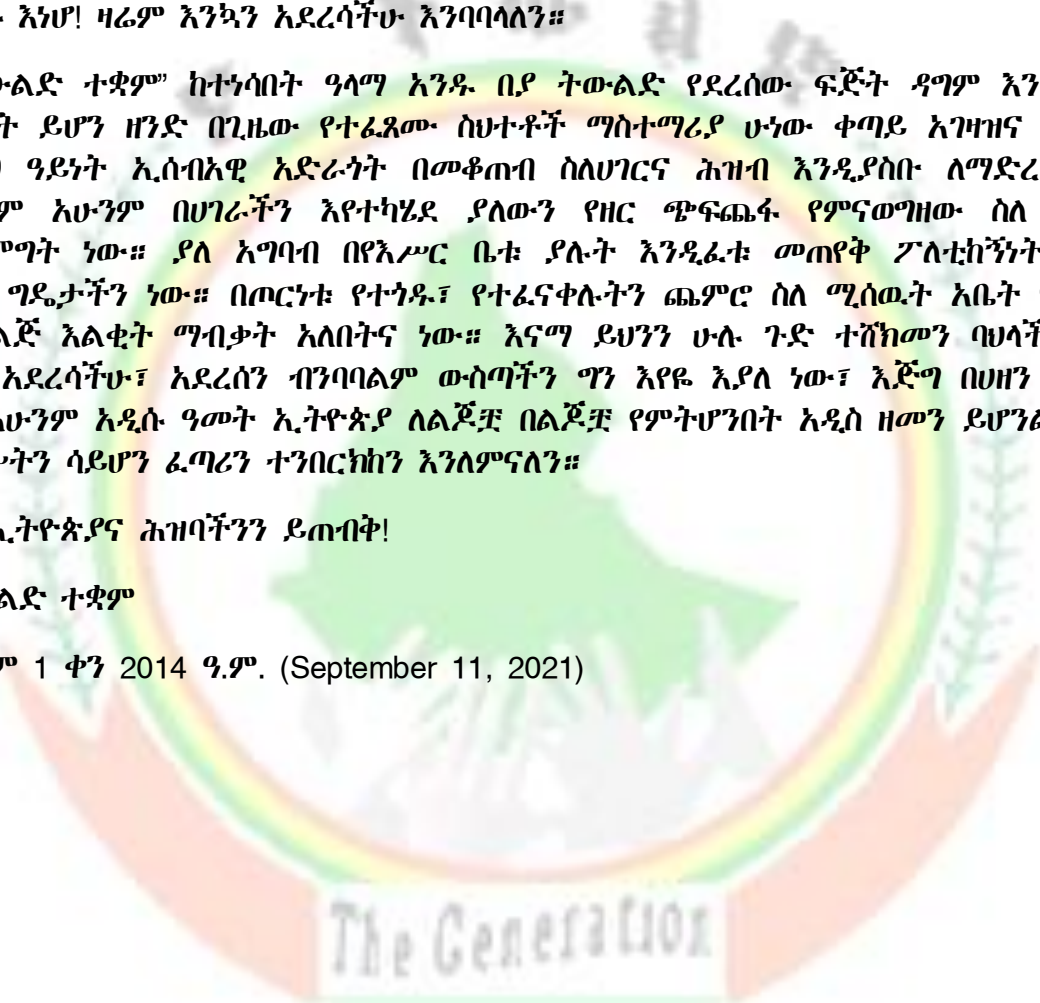 እነሆ! ዛሬም እንኳን አደረሳችሁ እንባባላለን።
ውልድ ተቋም” ከተነሳበት ዓላማ አንዱ በያ ትውልድ የደረሰው ፍጅት ዳግም እን
ት ይሆን ዘንድ በጊዜው የተፈጸሙ ስህተቶች ማስተማሪያ ሁነው ቀጣይ አገዛዝና
ዓይነት ኢሰብአዊ አድራጎት በመቆጠብ ስለሀገርና ሕዝብ እንዲያስቡ ለማድረ
ም አሁንም በሀገራችን እየተካሄደ ያለውን የዘር ጭፍጨፋ የምናወግዘው ስለ
ምግት ነው። ያለ አግባብ በየእሥር ቤቱ ያሉት እንዲፈቱ መጠየቅ ፖለቲከኝነት
ግዴታችን ነው። በጦርነቱ የተጎዱ፣ የተፈናቀሉትን ጨምሮ ስለ ሚሰዉት አቤት
ልጅ እልቂት ማብቃት አለበትና ነው። እናማ ይህንን ሁሉ ጉድ ተሸክመን ባህላች
አደረሳችሁ፣ አደረሰን ብንባባልም ውስጣችን ግን እየዬ እያለ ነው፣ እጅግ በሀዘን
አሁንም አዲሱ ዓመት ኢትዮጵያ ለልጆቿ በልጆቿ የምትሆንበት አዲስ ዘመን ይሆን
ትን ሳይሆን ፈጣሪን ተንበርክከን እንለምናለን።
ኢትዮጵያና ሕዝባችንን ይጠብቅ!
ልድ ተቋም
ም 1 ቀን 2014 ዓ.ም. (September 11, 2021)
The Generation